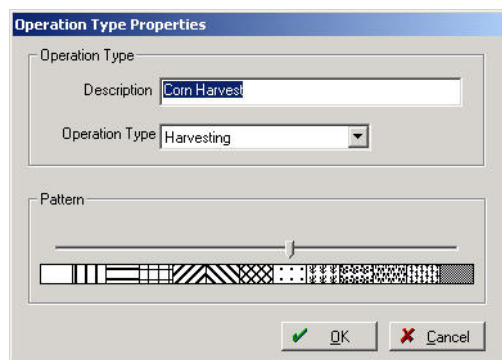 Operation Type Properties
Operation Type
Description Corn Harvest
Operation Type Harvesting
Pattern
OK Cancel